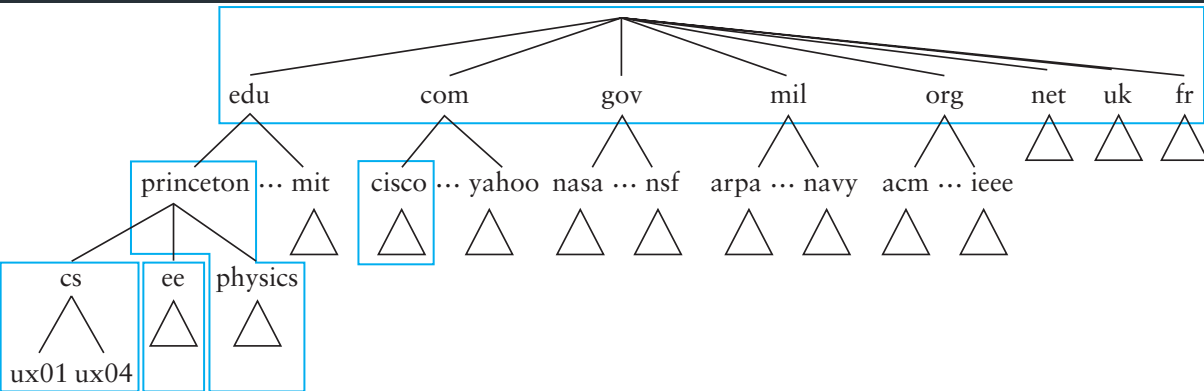 edu com gov mil org net uk fr
princeton … mit cisco … yahoo nasa … nsf arpa … navy acm … ieee
cs ee physics
ux01 ux04